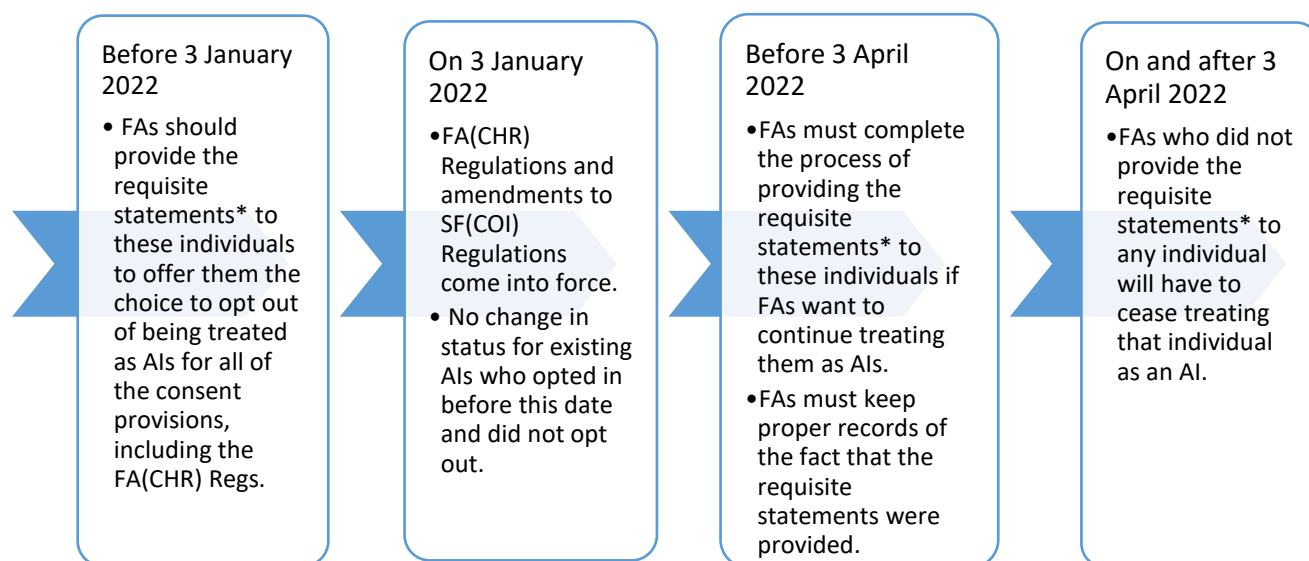 Before 3 January
2022
• FAs should
provide the
requisite
statements* to
these individuals
to offer them the
choice to opt out
of being treated
as AIs for all of
the consent
provisions,
including the
FA(CHR) Regs.
On 3 January
2022
•FA(CHR)
Regulations and
amendments to
SF(COI)
Regulations
come into force.
• No change in
status for existing
AIs who opted in
before this date
and did not opt
out.
Before 3 April
2022
•FAs must complete
the process of
providing the
requisite
statements* to
these individuals if
FAs want to
continue treating
them as AIs.
•FAs must keep
proper records of
the fact that the
requisite
statements were
provided.
On and after 3
April 2022
•FAs who did not
provide the
requisite
statements* to
any individual
will have to
cease treating
that individual
as an AI.